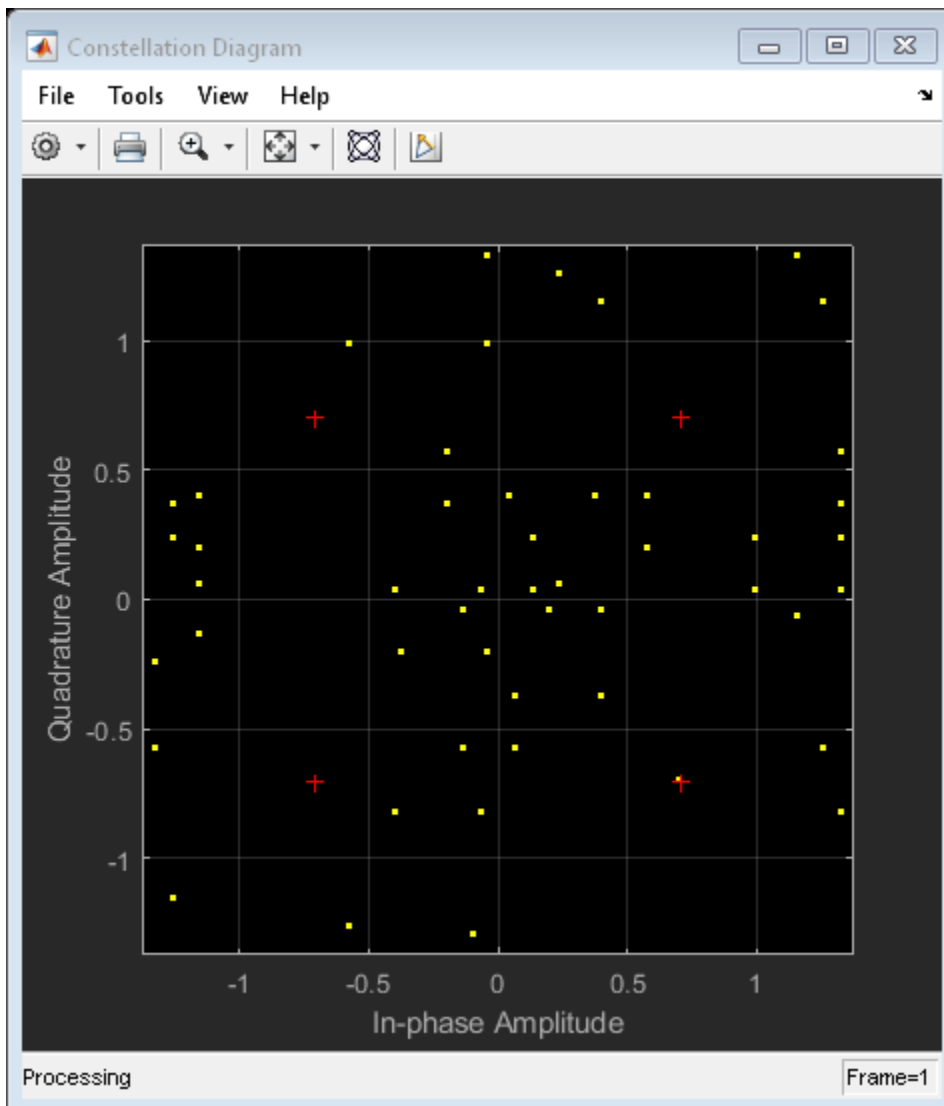 Constellation Diagram
File Tools View Help
1
0.5
0
-0.5
-1
Quadrature Amplitude
-1 -0.5 0 0.5 1
In-phase Amplitude
Processing Frame=1